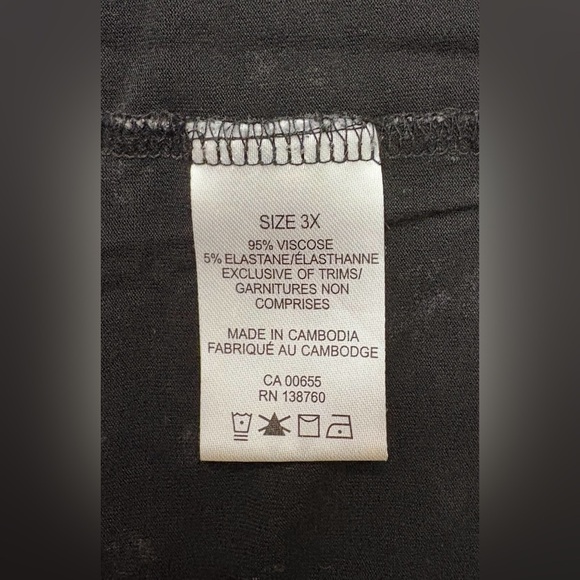 SIZE 3X
95% VISCOSE
5% ELASTANE/ÉLASTHANNE
EXCLUSIVE OF TRIMS/
GARNITURES NON
COMPRISES
MADE IN CAMBODIA
FABRIQUÉ AU CAMBODGE
CA 00655
RN 138760